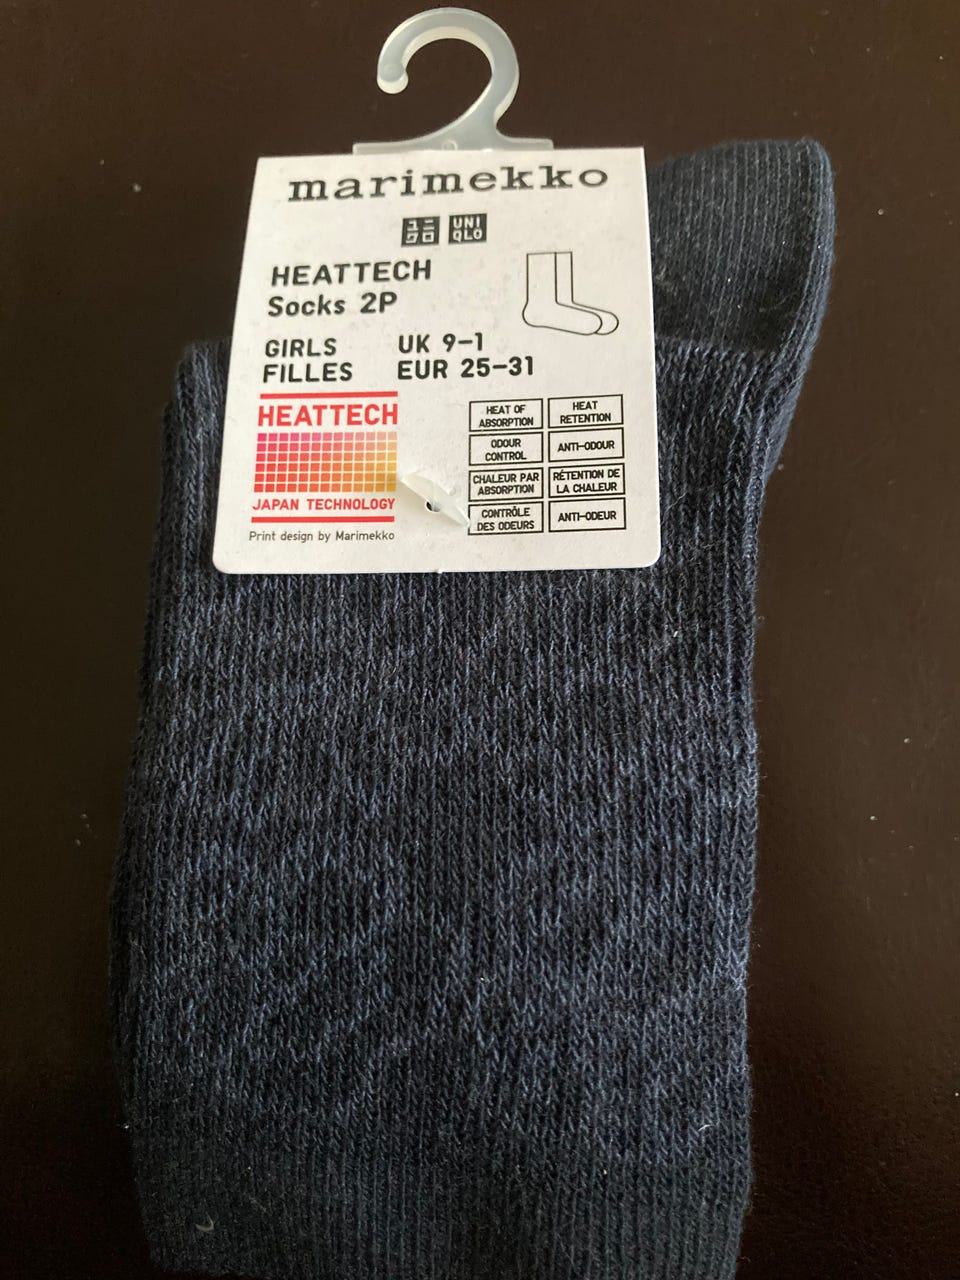 marimekko
ユニ UNI
クロ QLO
HEATTECH
Socks 2P
GIRLS UK 9-1
FILLES EUR 25-31
HEATTECH
JAPAN TECHNOLOGY
Print design by Marimekko
HEAT OF ABSORPTION
HEAT RETENTION
ODOUR CONTROL
ANTI-ODOUR
CHALEUR PAR ABSORPTION
RÉTENTION DE LA CHALEUR
CONTRÔLE DES ODEURS
ANTI-ODEUR